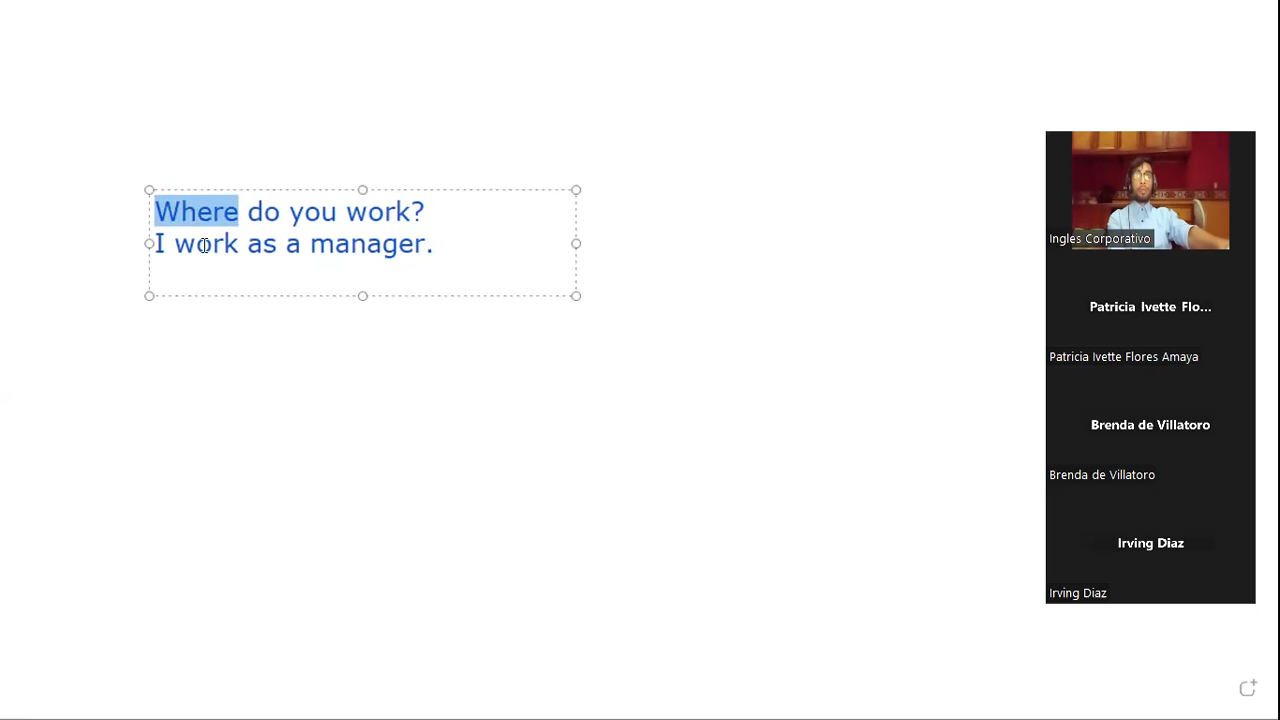 Where do you work?
I work as a manager.
Ingles Corporativo
Patricia Ivette Flo...
Patricia Ivette Flores Amaya
Brenda de Villatoro
Brenda de Villatoro
Irving Diaz
Irving Diaz